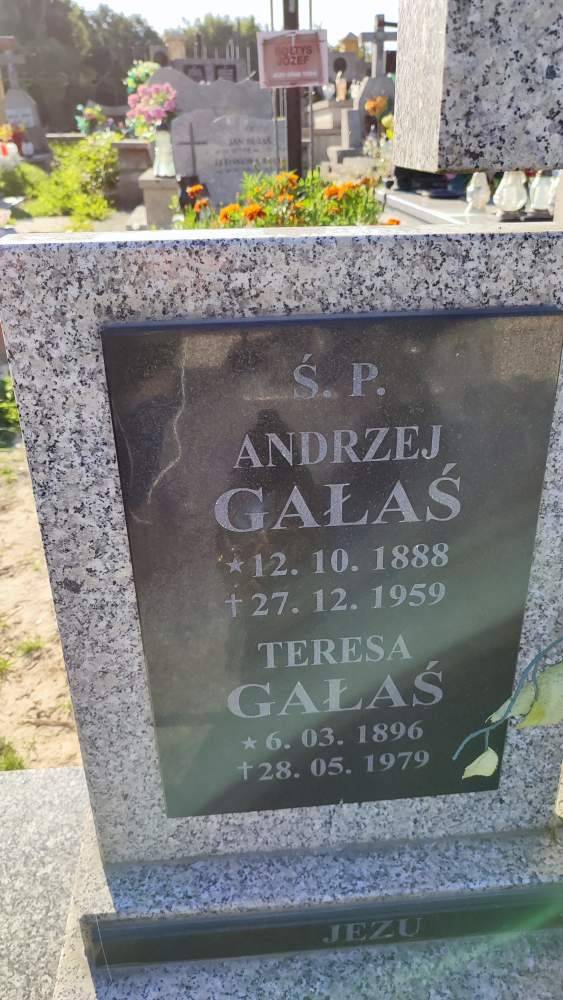 SOŁTYS
JÓZEF
Ś. P.
ANDRZEJ
GAŁAŚ
★12. 10. 1888
†27. 12. 1959
TERESA
GAŁAŚ
★6. 03. 1896
†28. 05. 1979
JEZU